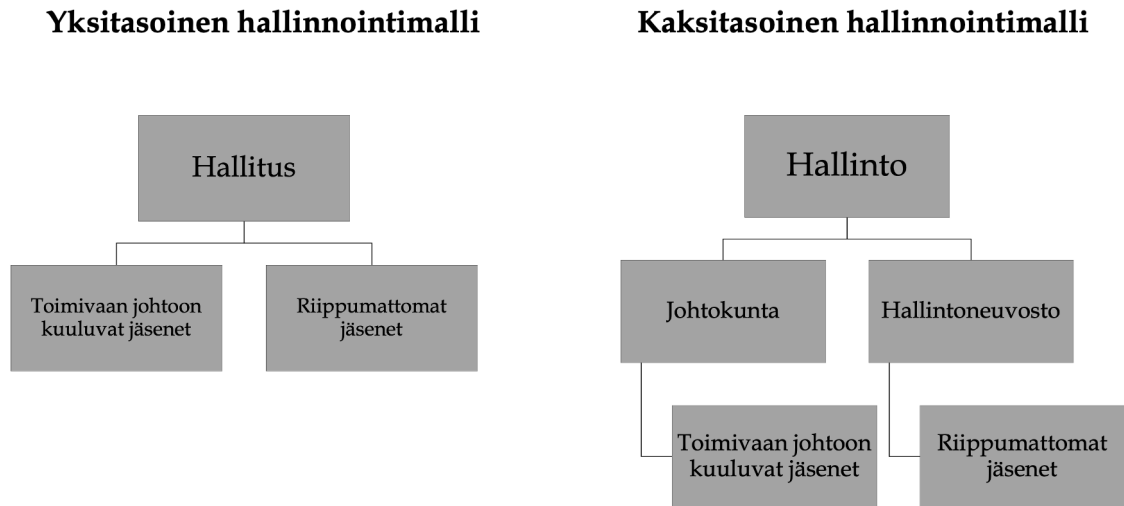 Yksitasoinen hallinnointimalli
Hallitus
Toimivaan johtoon
kuuluvat jäsenet
Riippumattomat
jäsenet
Kaksitasoinen hallinnointimalli
Hallinto
Johtokunta
Hallintoneuvosto
Toimivaan johtoon
kuuluvat jäsenet
Riippumattomat
jäsenet